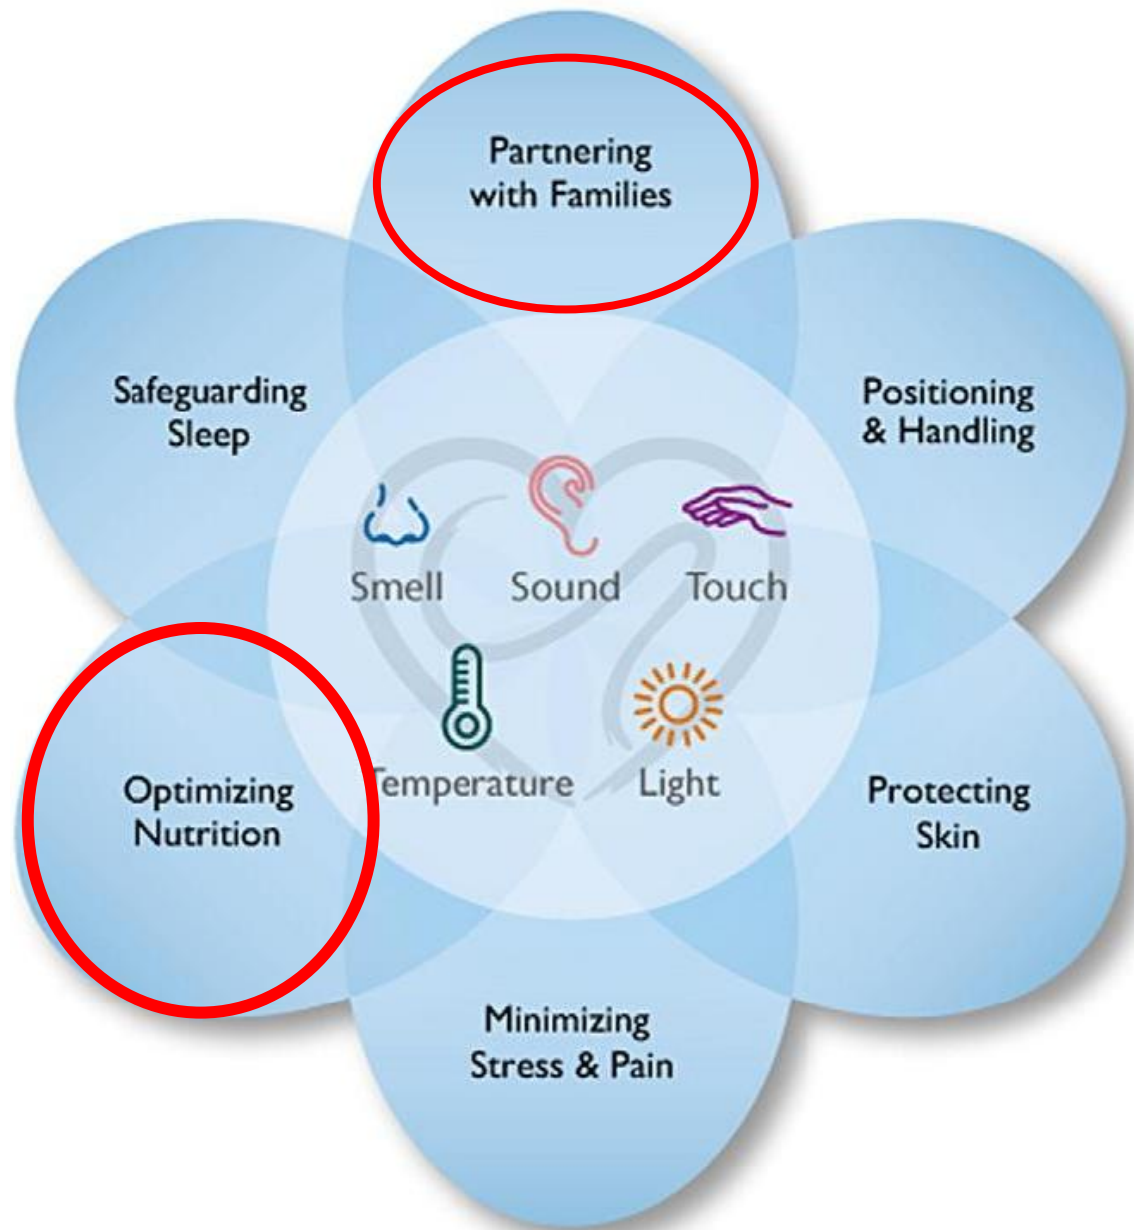 Partnering
with Families
Safeguarding
Sleep
Positioning
& Handling
Smell
Sound
Touch
Temperature
Light
Optimizing
Nutrition
Protecting
Skin
Minimizing
Stress & Pain